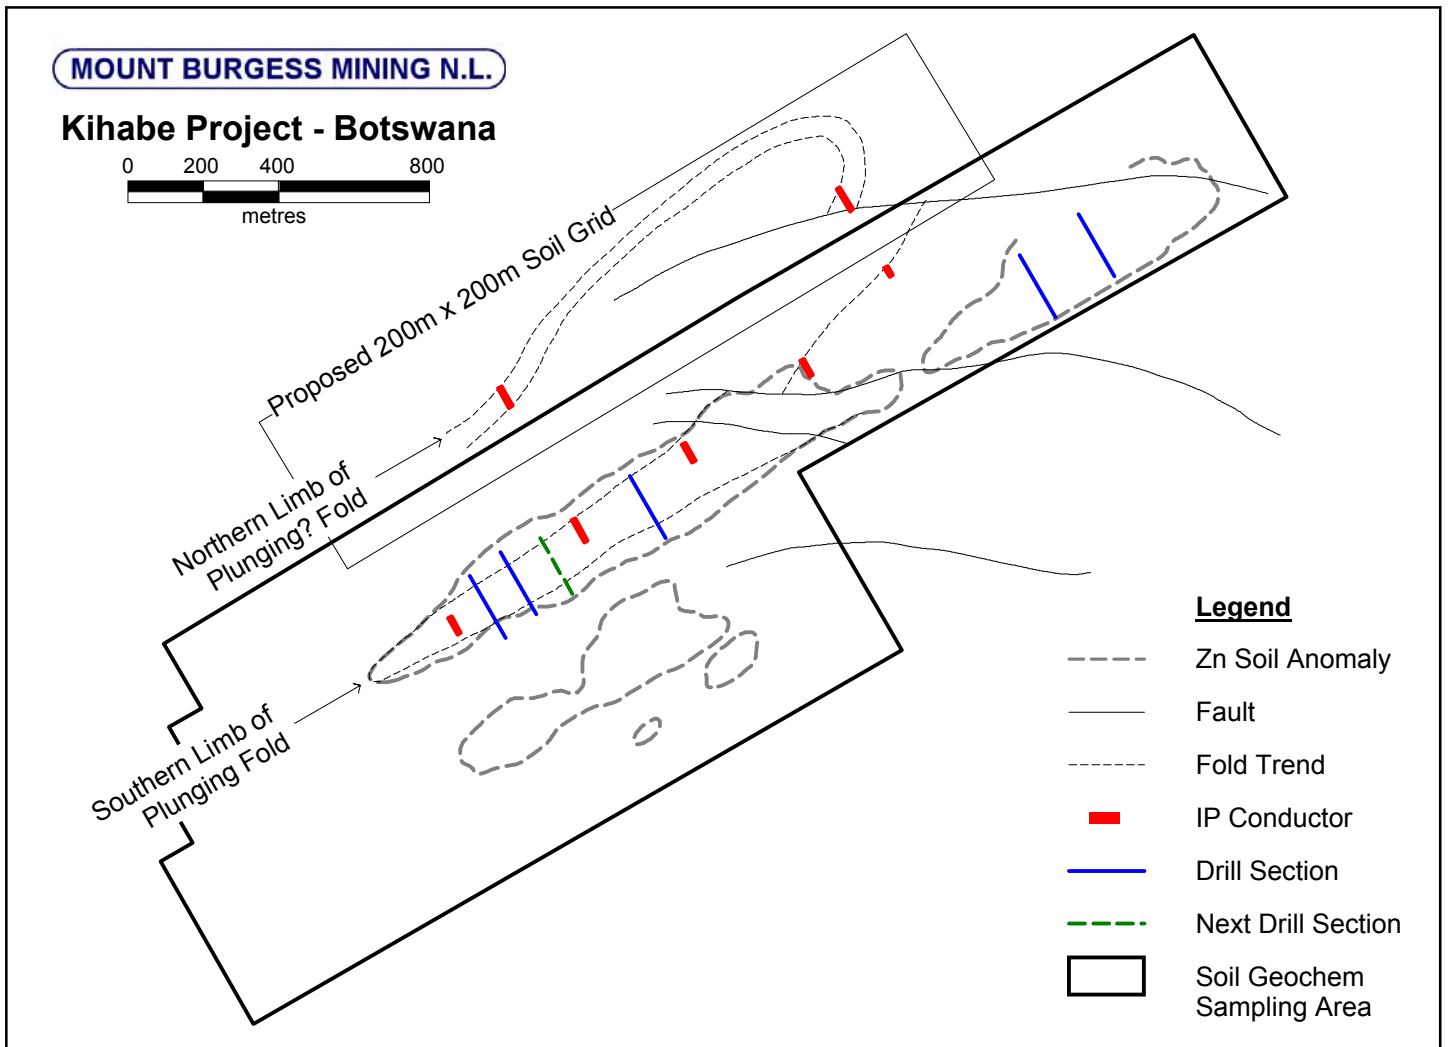 MOUNT BURGESS MINING N.L.
Kihabe Project - Botswana
0 200 400 800
metres
Proposed 200m x 200m Soil Grid
Northern Limb of
Plunging? Fold
Southern Limb of
Plunging Fold
Legend
Zn Soil Anomaly
Fault
Fold Trend
IP Conductor
Drill Section
Next Drill Section
Soil Geochem
Sampling Area